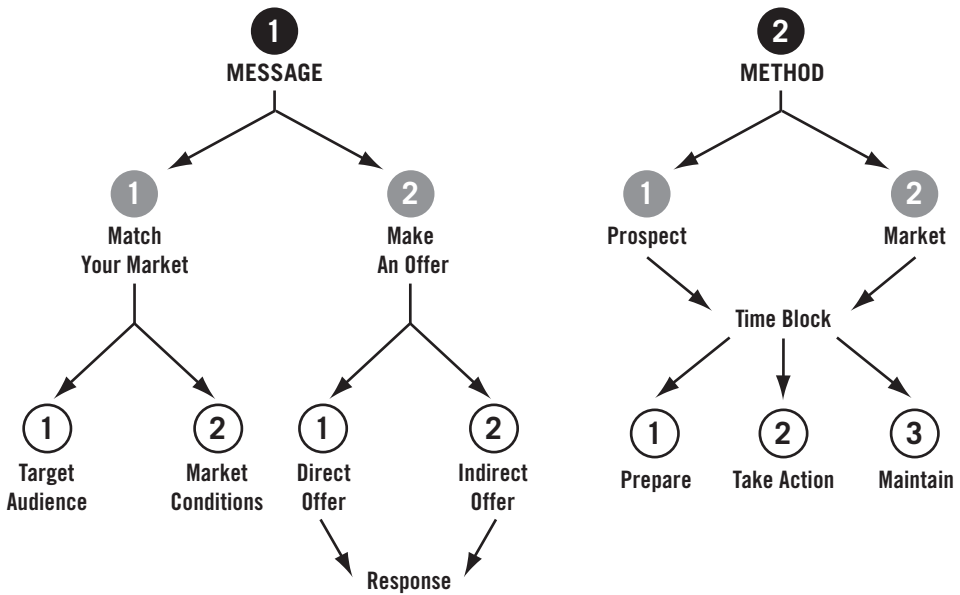 1
MESSAGE
1
Match
Your Market
2
Make
An Offer
1
Target
Audience
2
Market
Conditions
1
Direct
Offer
2
Indirect
Offer
Response
2
METHOD
1
Prospect
2
Market
Time Block
1
Prepare
2
Take Action
3
Maintain